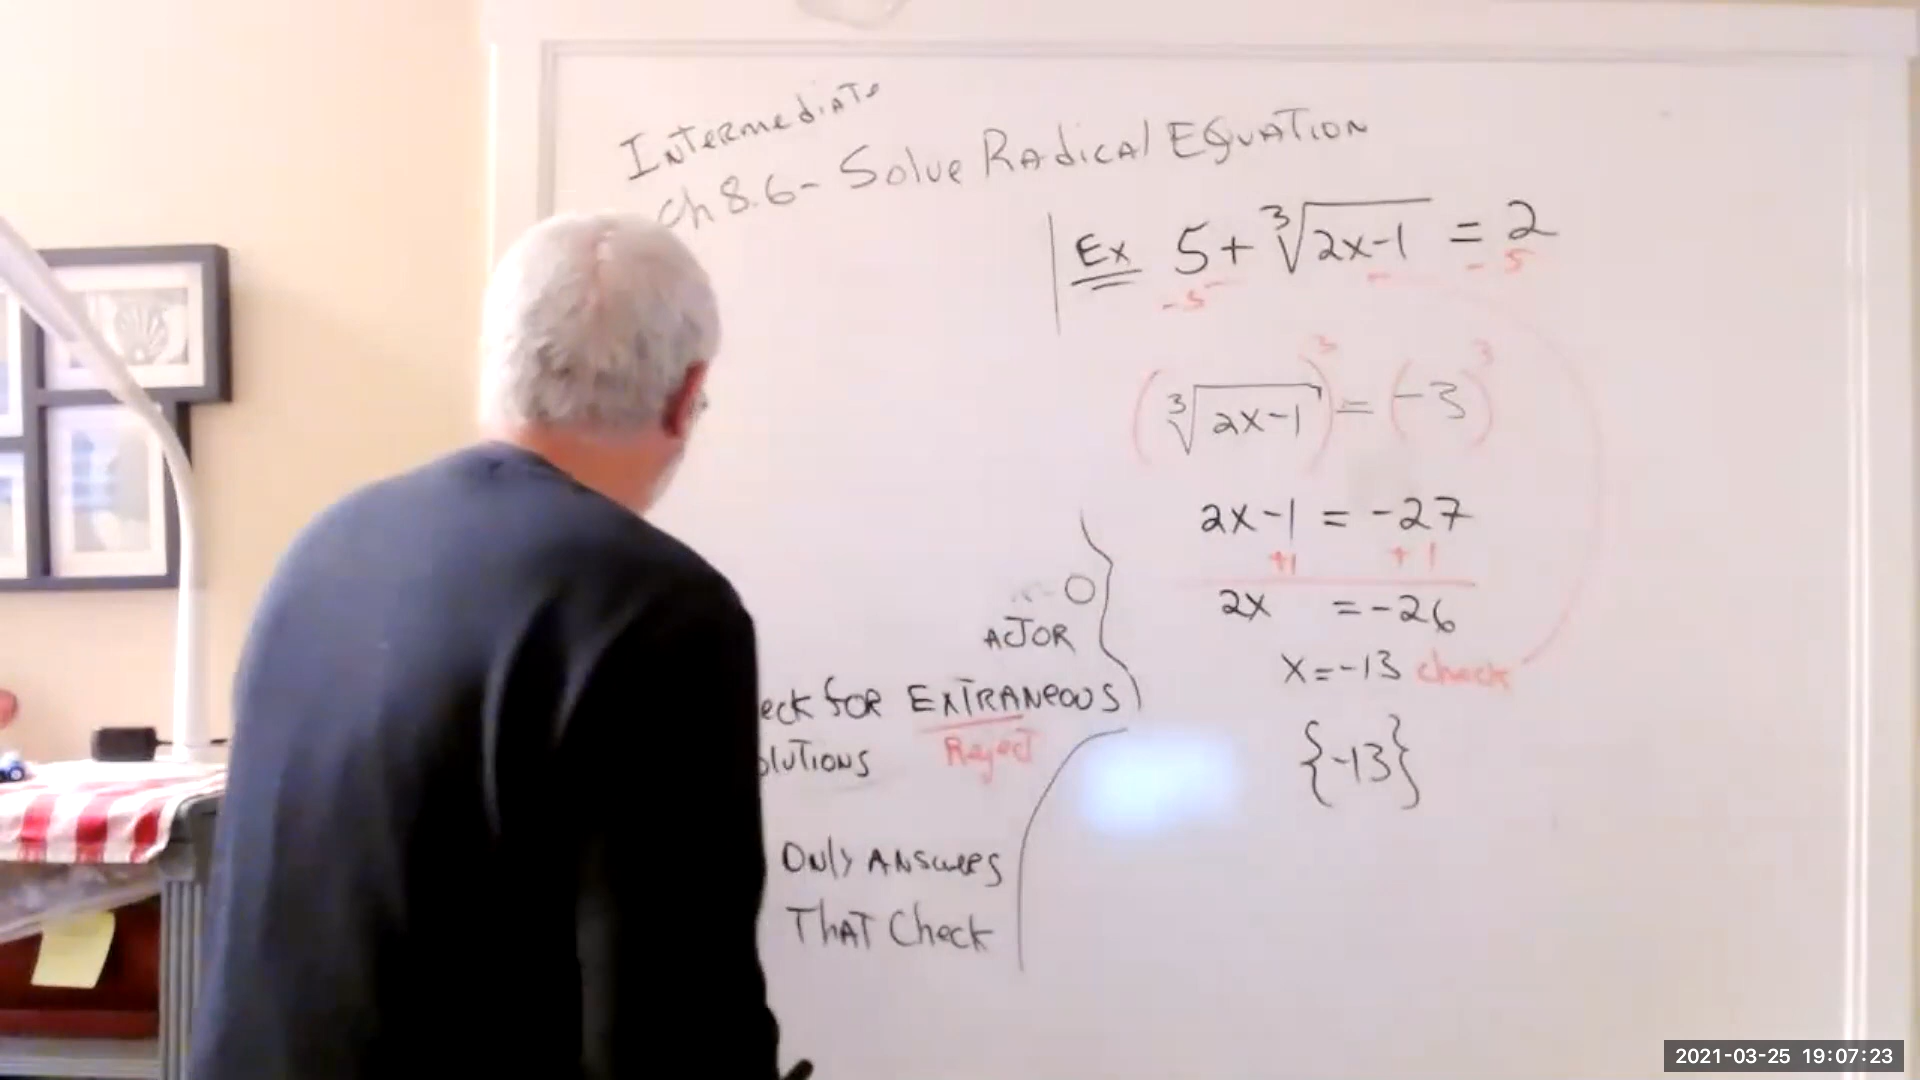 Intermediate
Ch 8.6 - Solve Radical Equation
Ex 5 + ∛(2x-1) = 2
-5 - 5
(∛(2x-1))³ = (-3)³
2x-1 = -27
+1 +1
2x = -26
x = -13 check
{-13}
O
ACTOR
eck for EXTRANEOUS
olutions Reject
Only Answers
That Check
2021-03-25 19:07:23